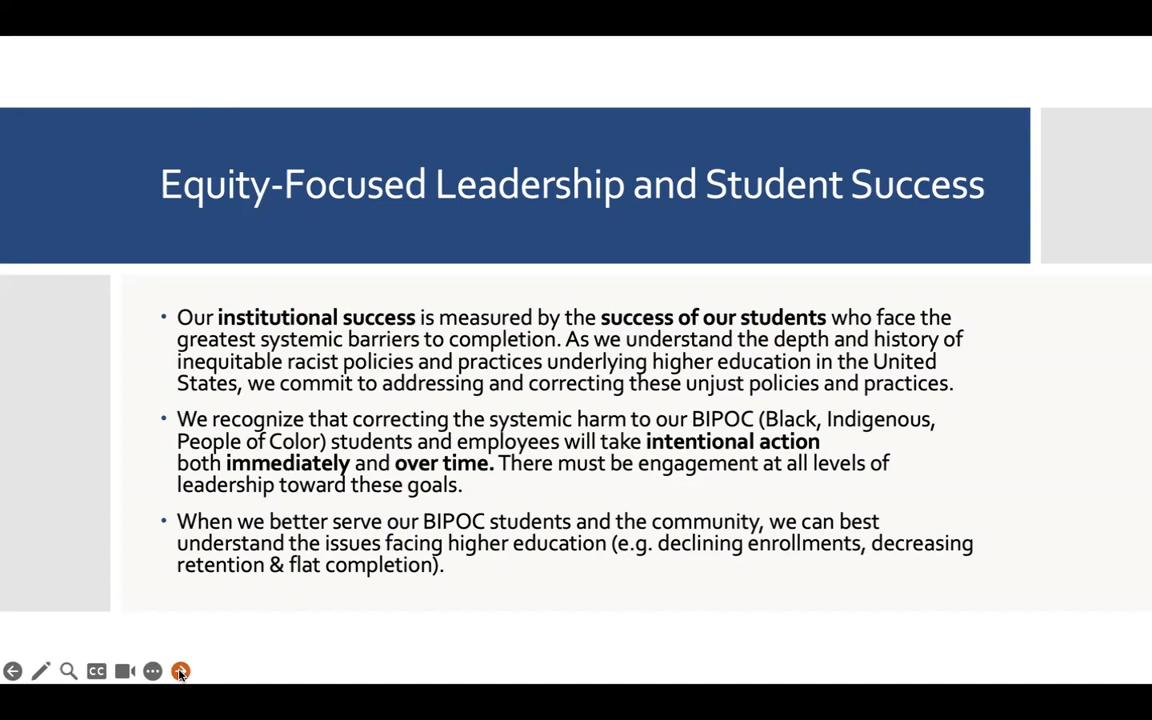 Equity-Focused Leadership and Student Success
• Our institutional success is measured by the success of our students who face the
greatest systemic barriers to completion. As we understand the depth and history of
inequitable racist policies and practices underlying higher education in the United
States, we commit to addressing and correcting these unjust policies and practices.
• We recognize that correcting the systemic harm to our BIPOC (Black, Indigenous,
People of Color) students and employees will take intentional action
both immediately and over time. There must be engagement at all levels of
leadership toward these goals.
• When we better serve our BIPOC students and the community, we can best
understand the issues facing higher education (e.g. declining enrollments, decreasing
retention & flat completion).
CC